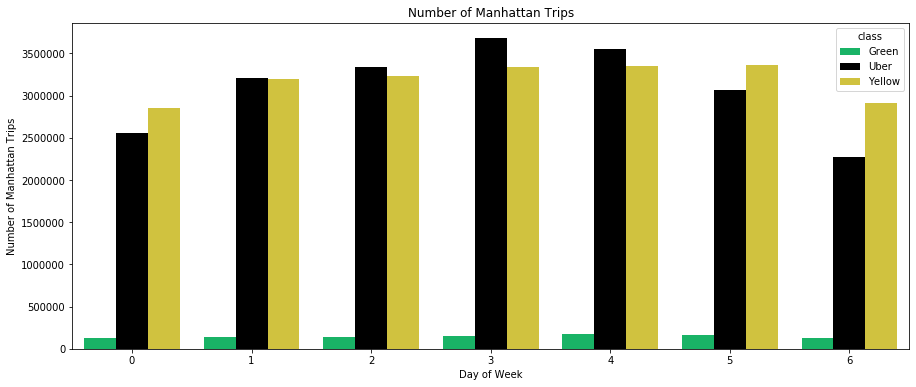 Number of Manhattan Trips
class
Green
Uber
Yellow
Number of Manhattan Trips
3500000
3000000
2500000
2000000
1500000
1000000
500000
0
0 1 2 3 4 5 6
Day of Week